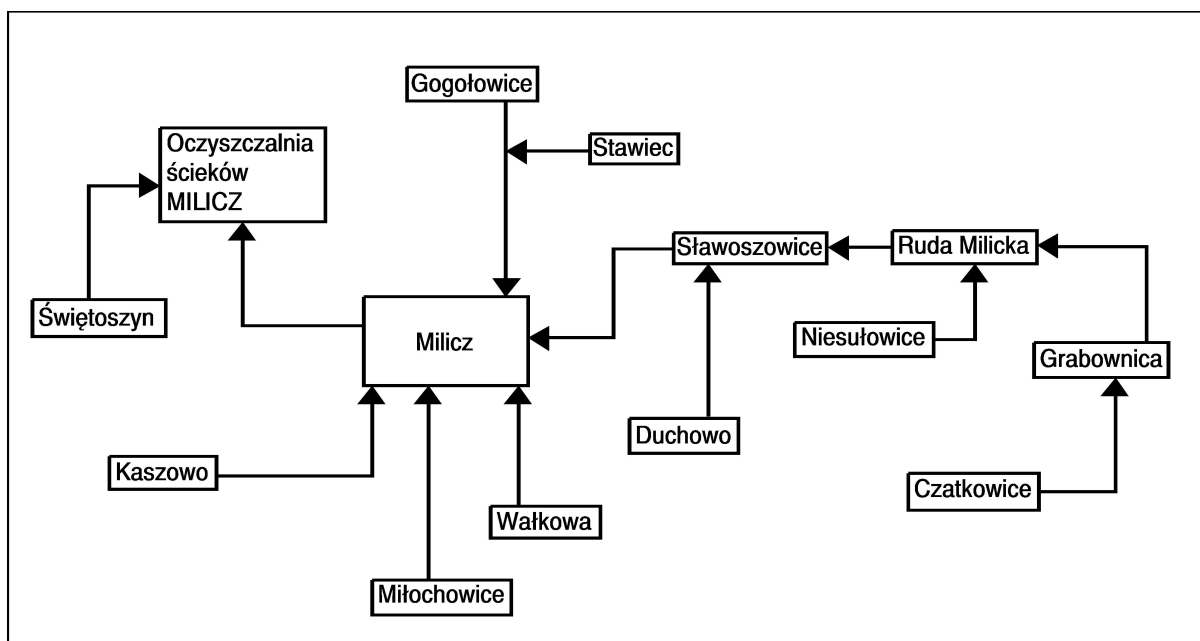 Gogołowice
Oczyszczalnia
ścieków
MILICZ
Stawiec
Sławoszowice
Ruda Milicka
Świętoszyn
Milicz
Niesułowice
Grabownica
Duchowo
Kaszowo
Czatkowice
Wałkowa
Miłochowice